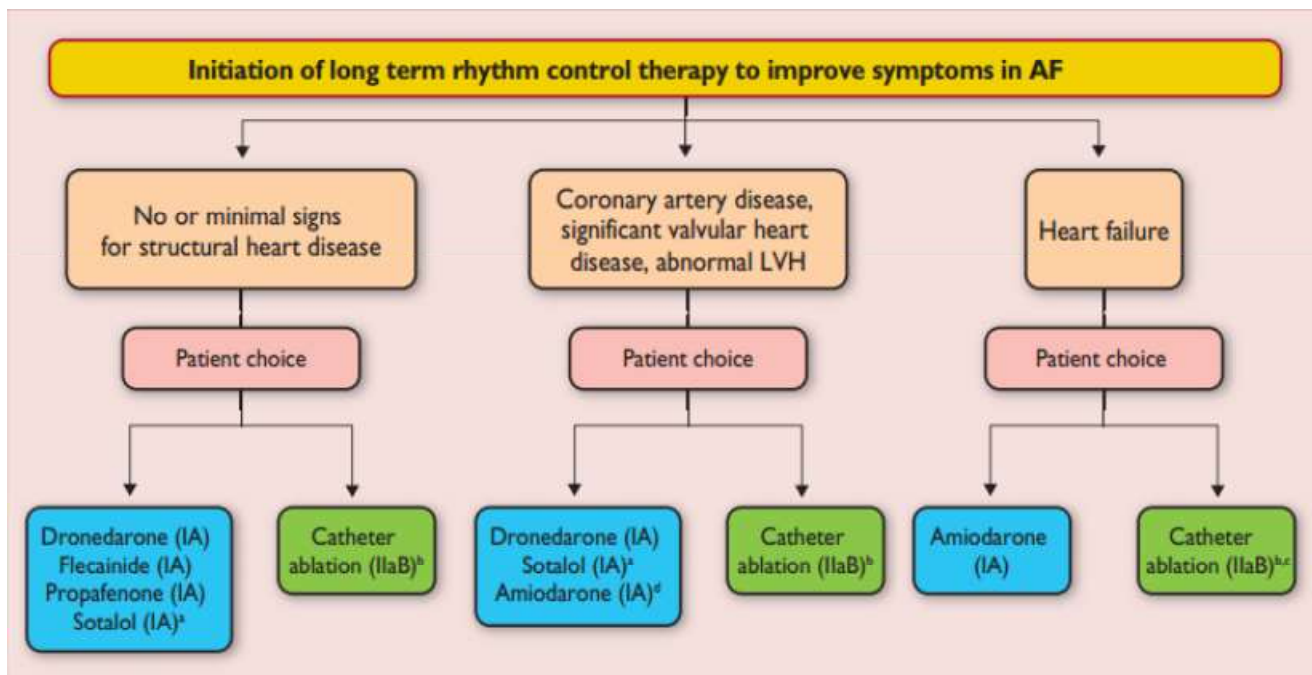 Initiation of long term rhythm control therapy to improve symptoms in AF
No or minimal signs
for structural heart disease
Coronary artery disease,
significant valvular heart
disease, abnormal LVH
Heart failure
Patient choice
Patient choice
Patient choice
Dronedarone (IA)
Flecainide (IA)
Propafenone (IA)
Sotalol (IA)ᵃ
Catheter
ablation (IIaB)ᵇ
Dronedarone (IA)
Sotalol (IA)ᵃ
Amiodarone (IA)ᵈ
Catheter
ablation (IIaB)ᵇ
Amiodarone
(IA)
Catheter
ablation (IIaB)ᵇ,ᶜ